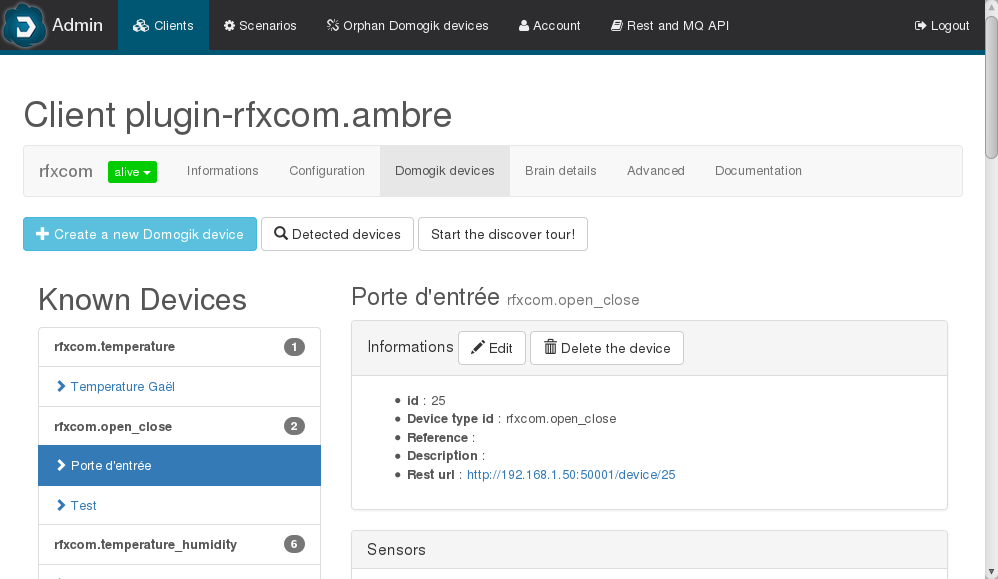 Admin Clients Scenarios Orphan Domogik devices Account Rest and MQ API Logout
Client plugin-rfxcom.ambre
rfxcom alive Informations Configuration Domogik devices Brain details Advanced Documentation
Create a new Domogik device Detected devices Start the discover tour!
Known Devices
rfxcom.temperature 1
Temperature Gaël
rfxcom.open_close 2
Porte d'entrée
Test
rfxcom.temperature_humidity 6
Porte d'entrée rfxcom.open_close
Informations Edit Delete the device
id : 25
Device type id : rfxcom.open_close
Reference :
Description :
Rest url : http://192.168.1.50:50001/device/25
Sensors